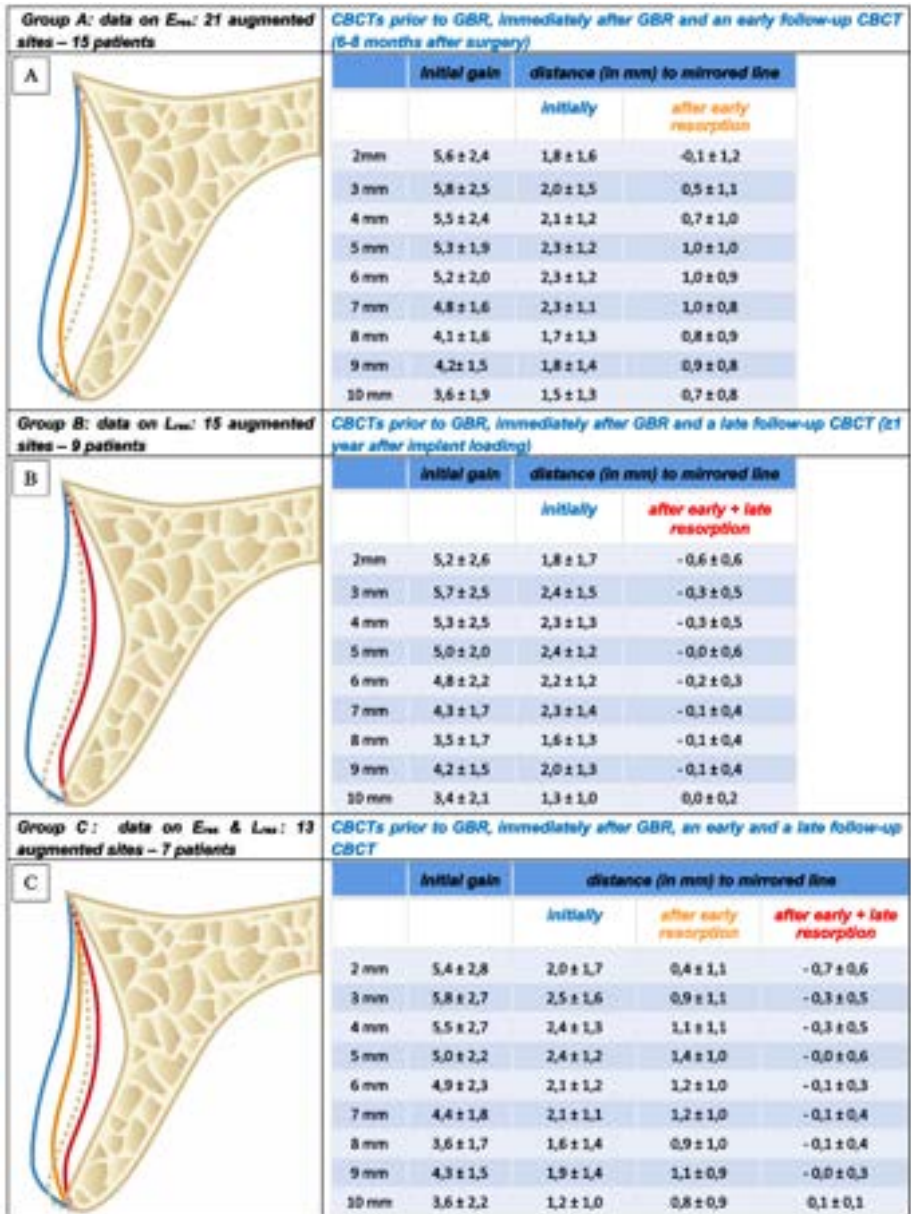 Group A: data on Eres: 21 augmented
sites – 15 patients
CBCTs prior to GBR, immediately after GBR and an early follow-up CBCT
(6-8 months after surgery)
A
Initial gain distance (in mm) to mirrored line
initially after early
resorption
2mm 5,6 ± 2,4 1,8 ± 1,6 -0,1 ± 1,2
3 mm 5,8 ± 2,5 2,0 ± 1,5 0,5 ± 1,1
4 mm 5,5 ± 2,4 2,1 ± 1,2 0,7 ± 1,0
5 mm 5,3 ± 1,9 2,3 ± 1,2 1,0 ± 1,0
6 mm 5,2 ± 2,0 2,3 ± 1,2 1,0 ± 0,9
7 mm 4,8 ± 1,6 2,3 ± 1,1 1,0 ± 0,8
8 mm 4,1 ± 1,6 1,7 ± 1,3 0,8 ± 0,9
9 mm 4,2± 1,5 1,8 ± 1,4 0,9 ± 0,8
10 mm 3,6 ± 1,9 1,5 ± 1,3 0,7 ± 0,8
Group B: data on Lres: 15 augmented
sites – 9 patients
CBCTs prior to GBR, immediately after GBR and a late follow-up CBCT (≥1
year after implant loading)
B
Initial gain distance (in mm) to mirrored line
initially after early + late
resorption
2mm 5,2 ± 2,6 1,8 ± 1,7 - 0,6 ± 0,6
3 mm 5,7 ± 2,5 2,4 ± 1,5 - 0,3 ± 0,5
4 mm 5,3 ± 2,5 2,3 ± 1,3 - 0,3 ± 0,5
5 mm 5,0 ± 2,0 2,4 ± 1,2 - 0,0 ± 0,6
6 mm 4,8 ± 2,2 2,2 ± 1,2 - 0,2 ± 0,3
7 mm 4,3 ± 1,7 2,3 ± 1,4 - 0,1 ± 0,4
8 mm 3,5 ± 1,7 1,6 ± 1,3 - 0,1 ± 0,4
9 mm 4,2 ± 1,5 2,0 ± 1,3 - 0,1 ± 0,4
10 mm 3,4 ± 2,1 1,3 ± 1,0 0,0 ± 0,2
Group C : data on Eres & Lres : 13
augmented sites – 7 patients
CBCTs prior to GBR, immediately after GBR, an early and a late follow-up
CBCT
C
Initial gain distance (in mm) to mirrored line
initially after early after early + late
resorption resorption
2 mm 5,4 ± 2,8 2,0 ± 1,7 0,4 ± 1,1 - 0,7 ± 0,6
3 mm 5,8 ± 2,7 2,5 ± 1,6 0,9 ± 1,1 - 0,3 ± 0,5
4 mm 5,5 ± 2,7 2,4 ± 1,3 1,1 ± 1,1 - 0,3 ± 0,5
5 mm 5,0 ± 2,2 2,4 ± 1,2 1,4 ± 1,0 - 0,0 ± 0,6
6 mm 4,9 ± 2,3 2,1 ± 1,2 1,2 ± 1,0 - 0,1 ± 0,3
7 mm 4,4 ± 1,8 2,1 ± 1,1 1,2 ± 1,0 - 0,1 ± 0,4
8 mm 3,6 ± 1,7 1,6 ± 1,4 0,9 ± 1,0 - 0,1 ± 0,4
9 mm 4,3 ± 1,5 1,9 ± 1,4 1,1 ± 0,9 - 0,0 ± 0,3
10 mm 3,6 ± 2,2 1,2 ± 1,0 0,8 ± 0,9 0,1 ± 0,1